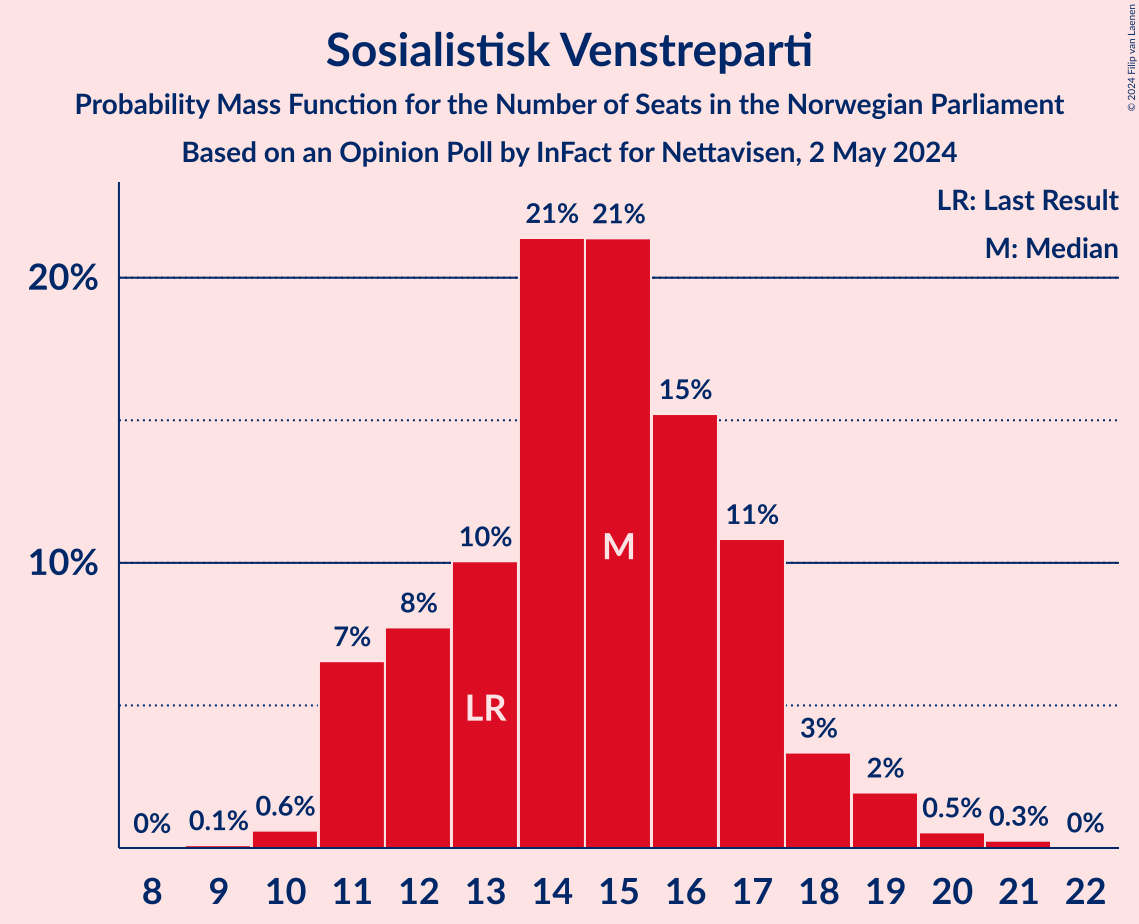 Sosialistisk Venstreparti
Probability Mass Function for the Number of Seats in the Norwegian Parliament
Based on an Opinion Poll by InFact for Nettavisen, 2 May 2024
© 2024 Filip van Laenen
LR: Last Result
M: Median
21% 21%
20%
15%
11%
10%
M
10%
8%
7%
LR
3%
2%
0% 0.1% 0.6% 0.5% 0.3% 0%
8 9 10 11 12 13 14 15 16 17 18 19 20 21 22